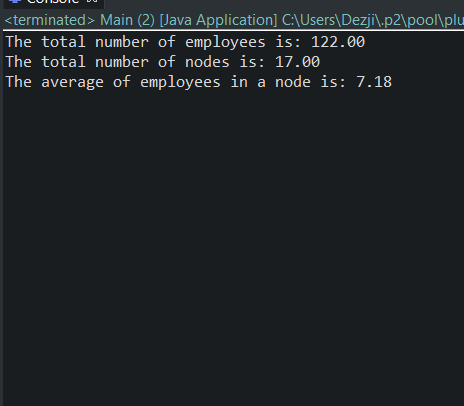 Console
<terminated> Main (2) [Java Application] C:\Users\Dezji\.p2\pool\plu
The total number of employees is: 122.00
The total number of nodes is: 17.00
The average of employees in a node is: 7.18